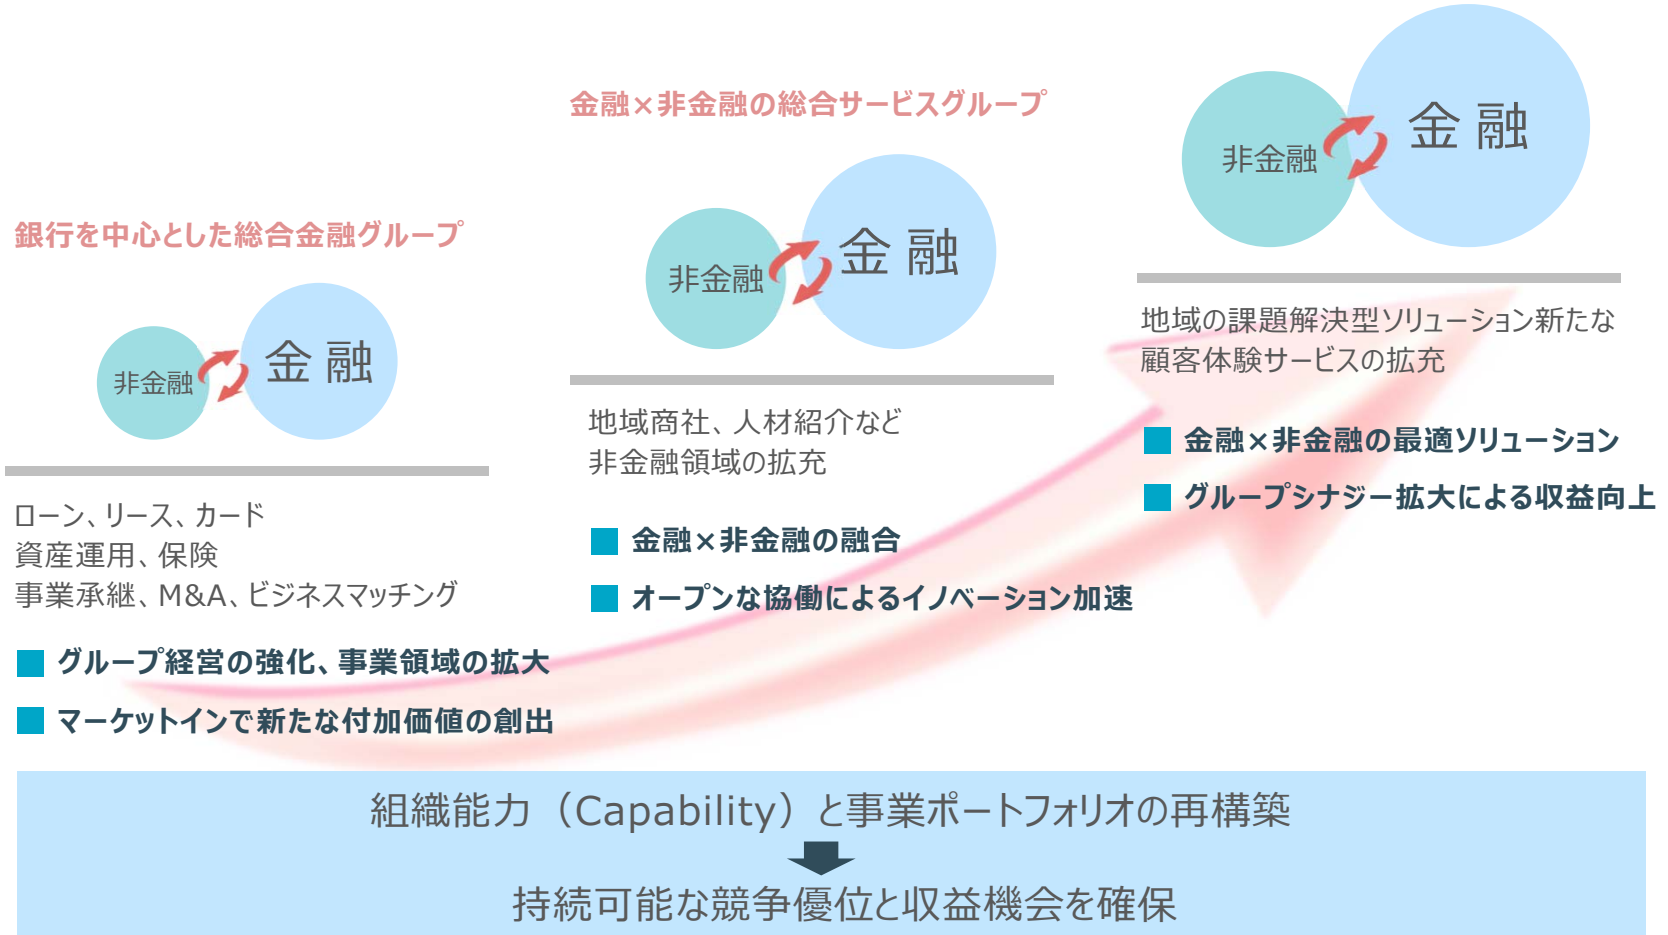 銀行を中心とした総合金融グループ
非金融
金融
ローン、リース、カード
資産運用、保険
事業承継、M&A、ビジネスマッチング
グループ経営の強化、事業領域の拡大
マーケットインで新たな付加価値の創出
金融×非金融の総合サービスグループ
非金融
金融
地域商社、人材紹介など
非金融領域の拡充
金融×非金融の融合
オープンな協働によるイノベーション加速
非金融
金融
地域の課題解決型ソリューション新たな
顧客体験サービスの拡充
金融×非金融の最適ソリューション
グループシナジー拡大による収益向上
組織能力（Capability）と事業ポートフォリオの再構築
持続可能な競争優位と収益機会を確保